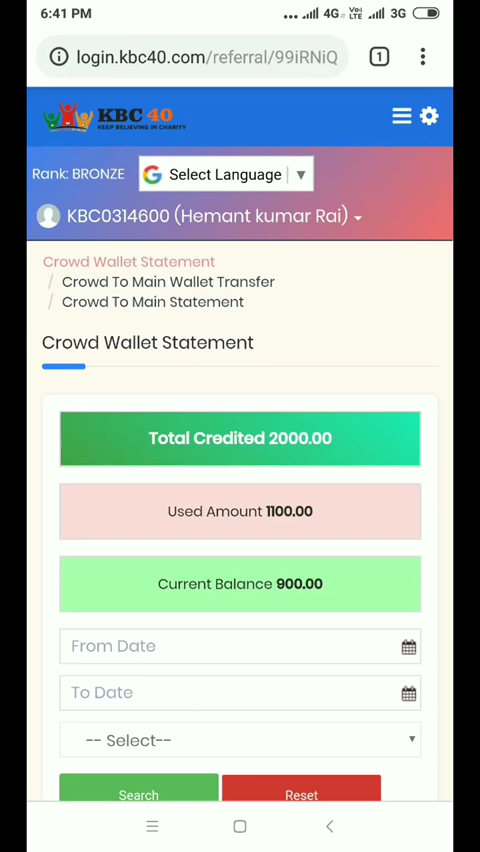 6:41 PM 4G Vo) LTE 3G
login.kbc40.com/referral/99iRNiQ 1
KBC 40
KEEP BELIEVING IN CHARITY
Rank: BRONZE G Select Language ▼
KBC0314600 (Hemant kumar Rai)
Crowd Wallet Statement
/ Crowd To Main Wallet Transfer
/ Crowd To Main Statement
Crowd Wallet Statement
Total Credited 2000.00
Used Amount 1100.00
Current Balance 900.00
From Date
To Date
-- Select--
Search Reset